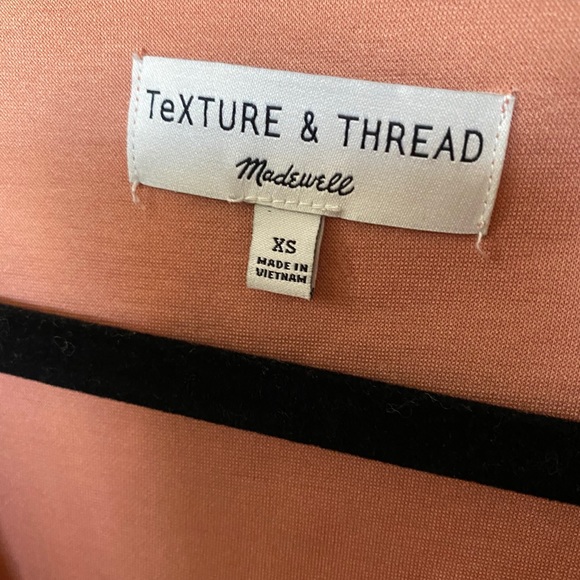 TeXTURE & THREAD
Madewell
XS
MADE IN
VIETNAM